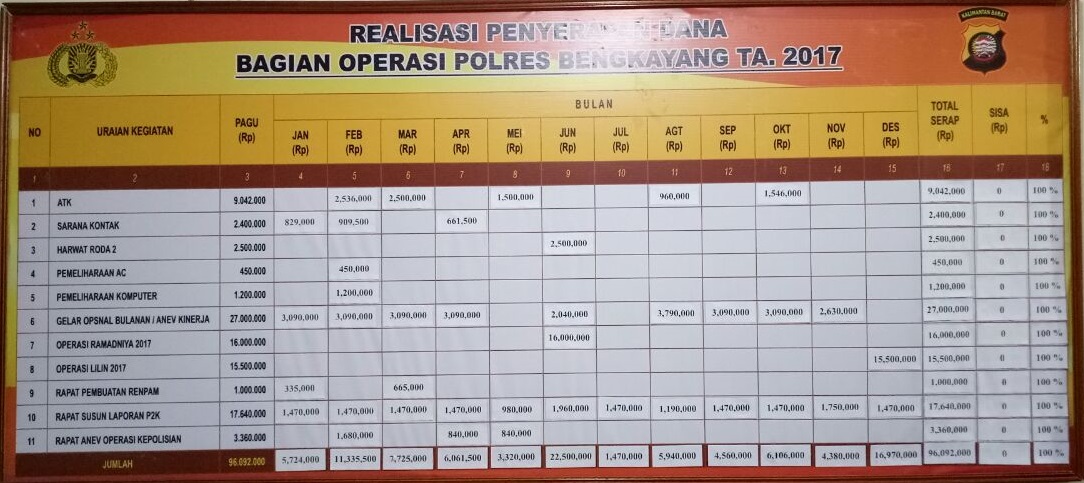 KALIMANTAN BARAT
REALISASI PENYERAPAN DANA
BAGIAN OPERASI POLRES BENGKAYANG TA. 2017
NO URAIAN KEGIATAN PAGU (Rp) BULAN TOTAL SERAP (Rp) SISA (Rp) %
JAN (Rp) FEB (Rp) MAR (Rp) APR (Rp) MEI (Rp) JUN (Rp) JUL (Rp) AGT (Rp) SEP (Rp) OKT (Rp) NOV (Rp) DES (Rp)
1 2 3 4 5 6 7 8 9 10 11 12 13 14 15 16 17 18
1 ATK 9.042.000 2,536,000 2,500,000 1,500,000 960,000 1,546,000 9,042,000 0 100 %
2 SARANA KONTAK 2.400.000 829,000 909,500 661,500 2,400,000 0 100 %
3 HARWAT RODA 2 2.500.000 2,500,000 2,500,000 0 100 %
4 PEMELIHARAAN AC 450.000 450,000 450,000 0 100 %
5 PEMELIHARAAN KOMPUTER 1.200.000 1,200,000 1,200,000 0 100 %
6 GELAR OPSNAL BULANAN / ANEV KINERJA 27.000.000 3,090,000 3,090,000 3,090,000 3,090,000 2,040,000 3,790,000 3,090,000 3,090,000 2,630,000 27,000,000 0 100 %
7 OPERASI RAMADNIYA 2017 16.000.000 16,000,000 16,000,000 0 100 %
8 OPERASI LILIN 2017 15.500.000 15,500,000 15,500,000 0 100 %
9 RAPAT PEMBUATAN RENPAM 1.000.000 335,000 665,000 1,000,000 0 100 %
10 RAPAT SUSUN LAPORAN P2K 17.640.000 1,470,000 1,470,000 1,470,000 1,470,000 980,000 1,960,000 1,470,000 1,190,000 1,470,000 1,470,000 1,750,000 1,470,000 17,640,000 0 100 %
11 RAPAT ANEV OPERASI KEPOLISIAN 3.360.000 1,680,000 840,000 840,000 3,360,000 0 100 %
JUMLAH 96.092.000 5,724,000 11,335,500 7,725,000 6,061,500 3,320,000 22,500,000 1,470,000 5,940,000 4,560,000 6,106,000 4,380,000 16,970,000 96,092,000 0 100 %